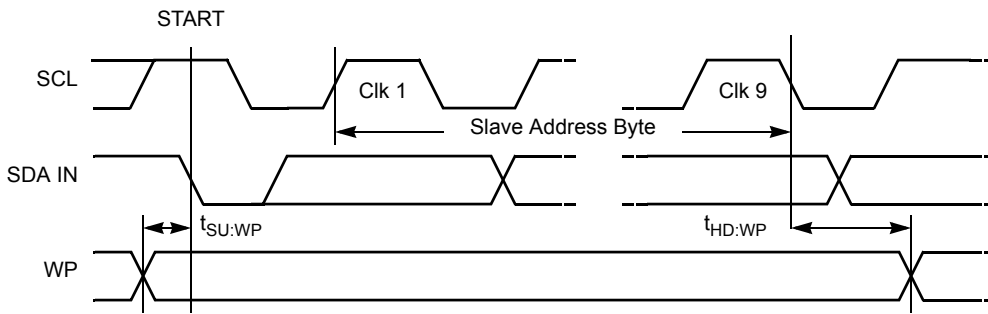 START
SCL
Clk 1
Clk 9
Slave Address Byte
SDA IN
tSU:WP
tHD:WP
WP